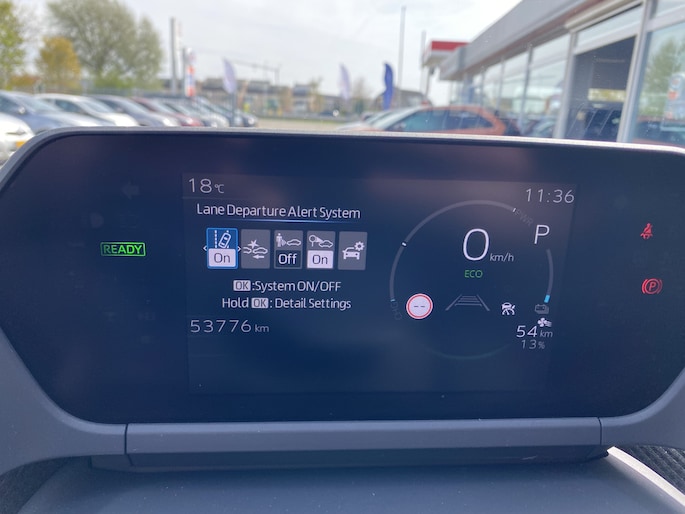 18°C
11:36
Lane Departure Alert System
On
Off
On
OK :System ON/OFF
Hold OK : Detail Settings
53776 km
READY
0 km/h
P
ECO
--
54 km
13%
(P)